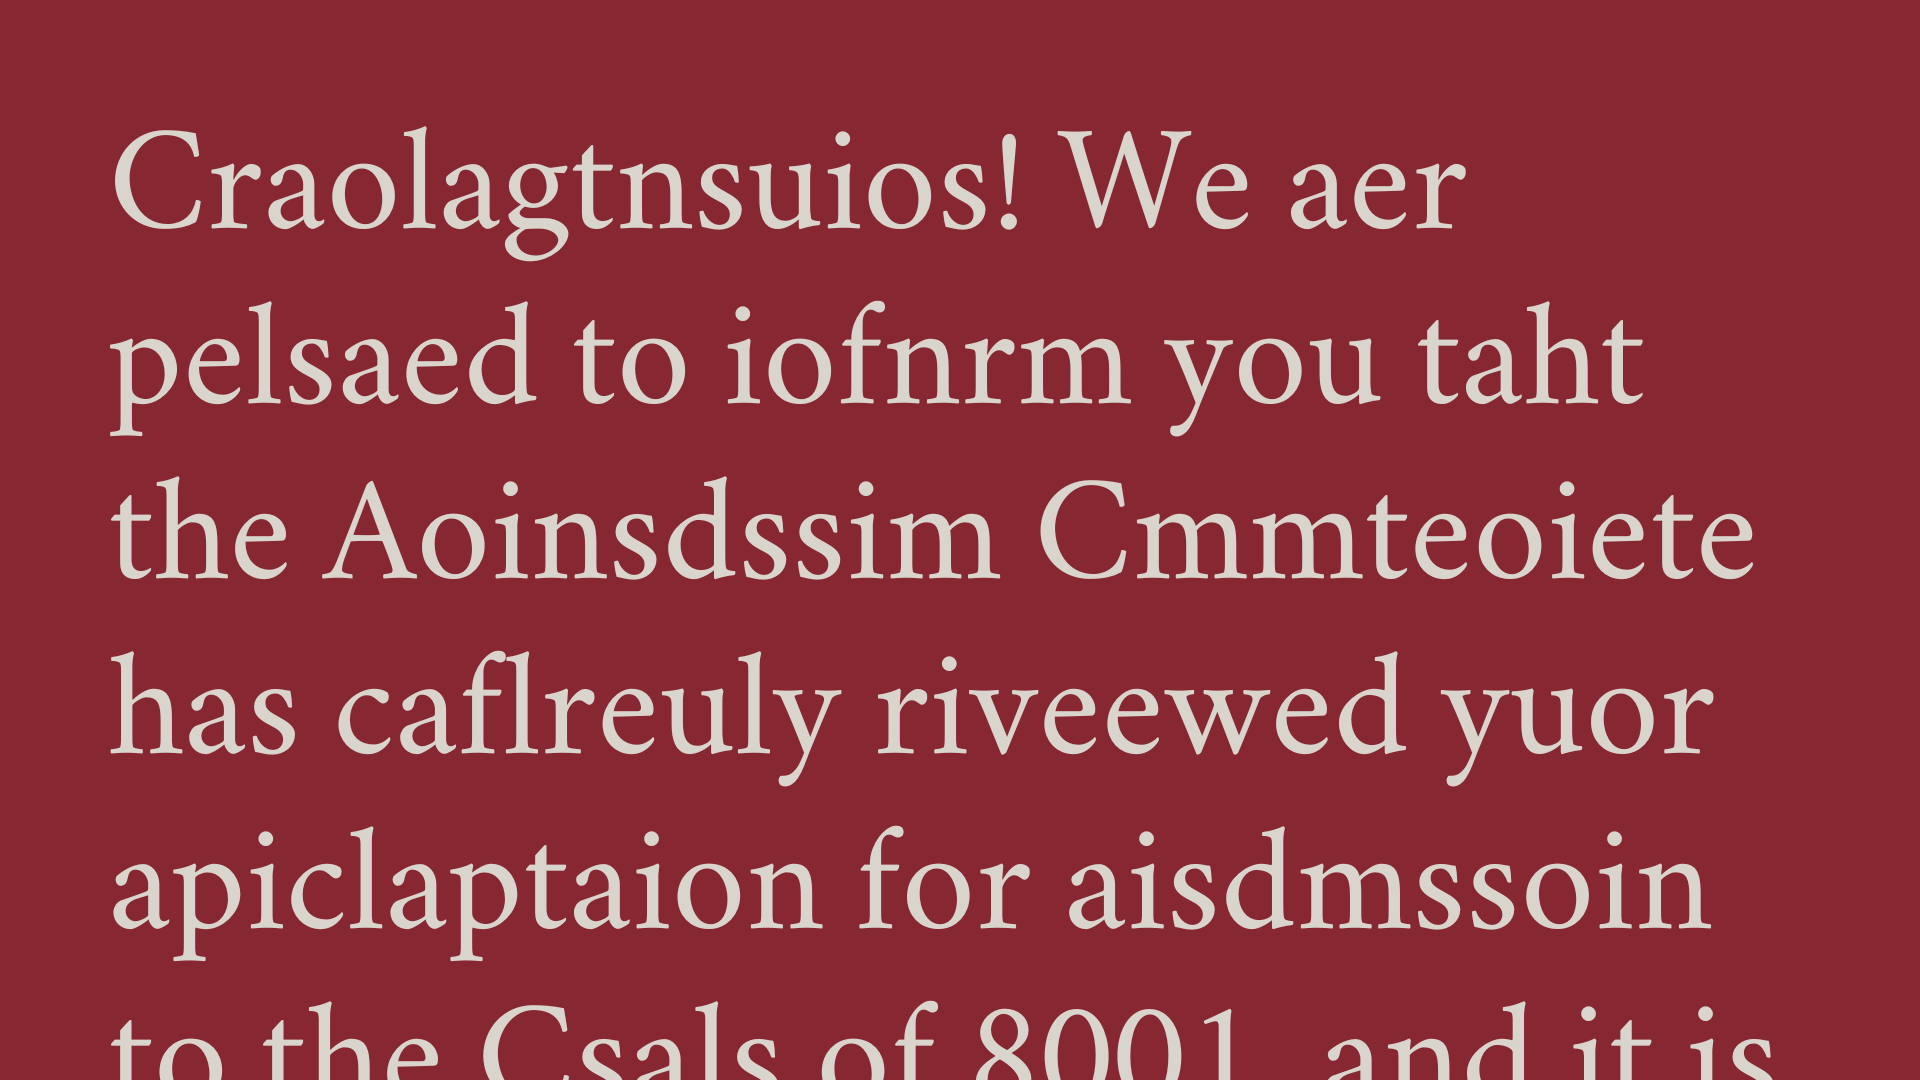 Craolagtnsuios! We aer
pelsaed to iofnrm you taht
the Aoinsdssim Cmmteoiete
has caflreuly riveewed yuor
apiclaptaion for aisdmssoin
to the Csals of 8001, and it is